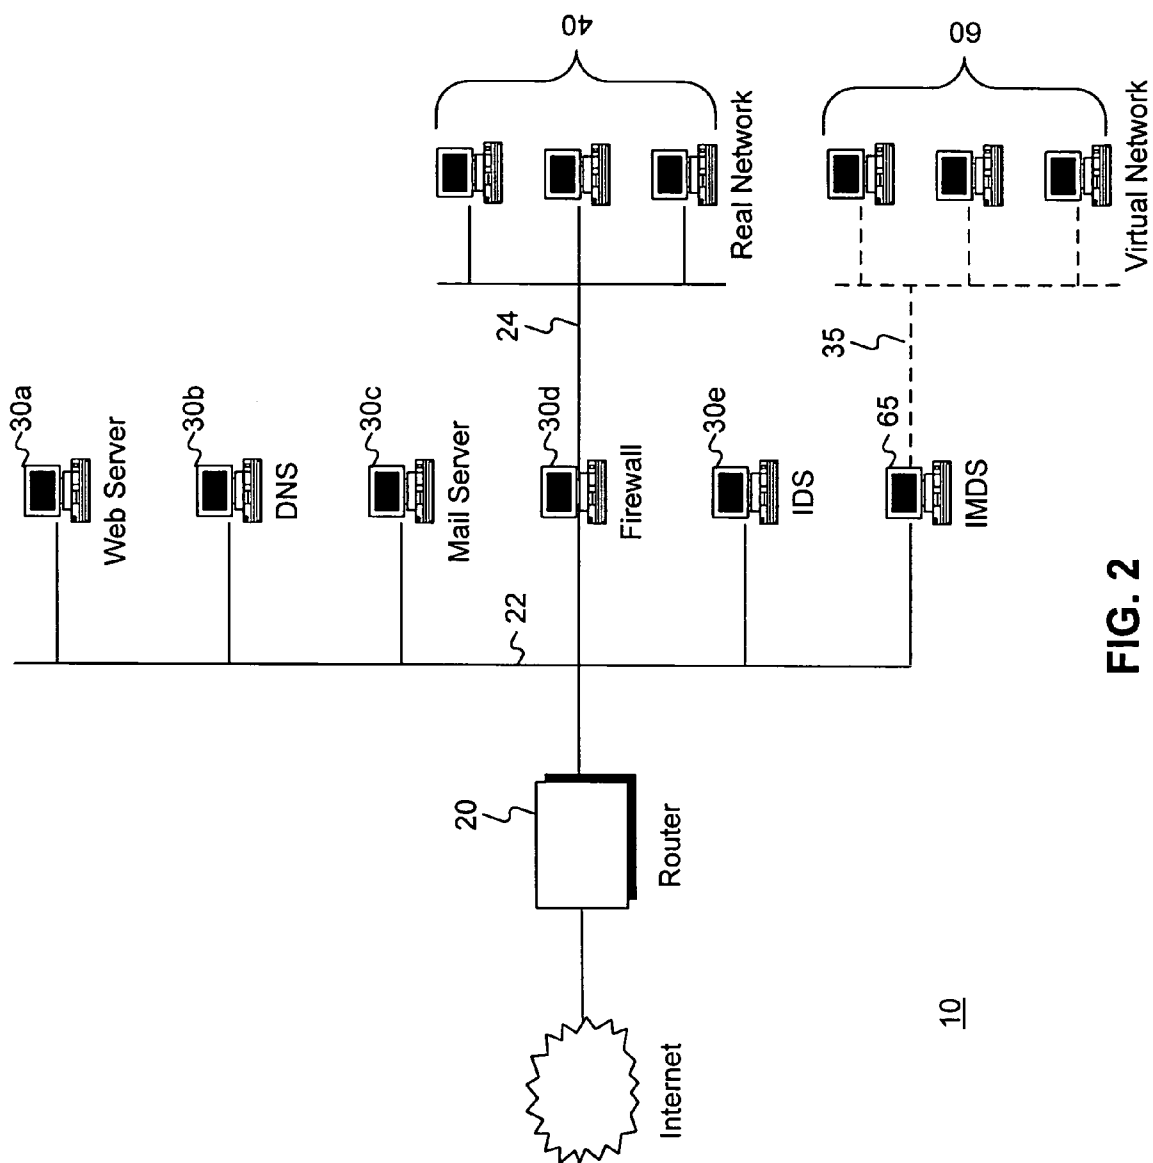 Internet
20
Router
22
30a
Web Server
30b
DNS
30c
Mail Server
30d
Firewall
30e
IDS
65
IMDS
24
35
40
Real Network
60
Virtual Network
10
FIG. 2